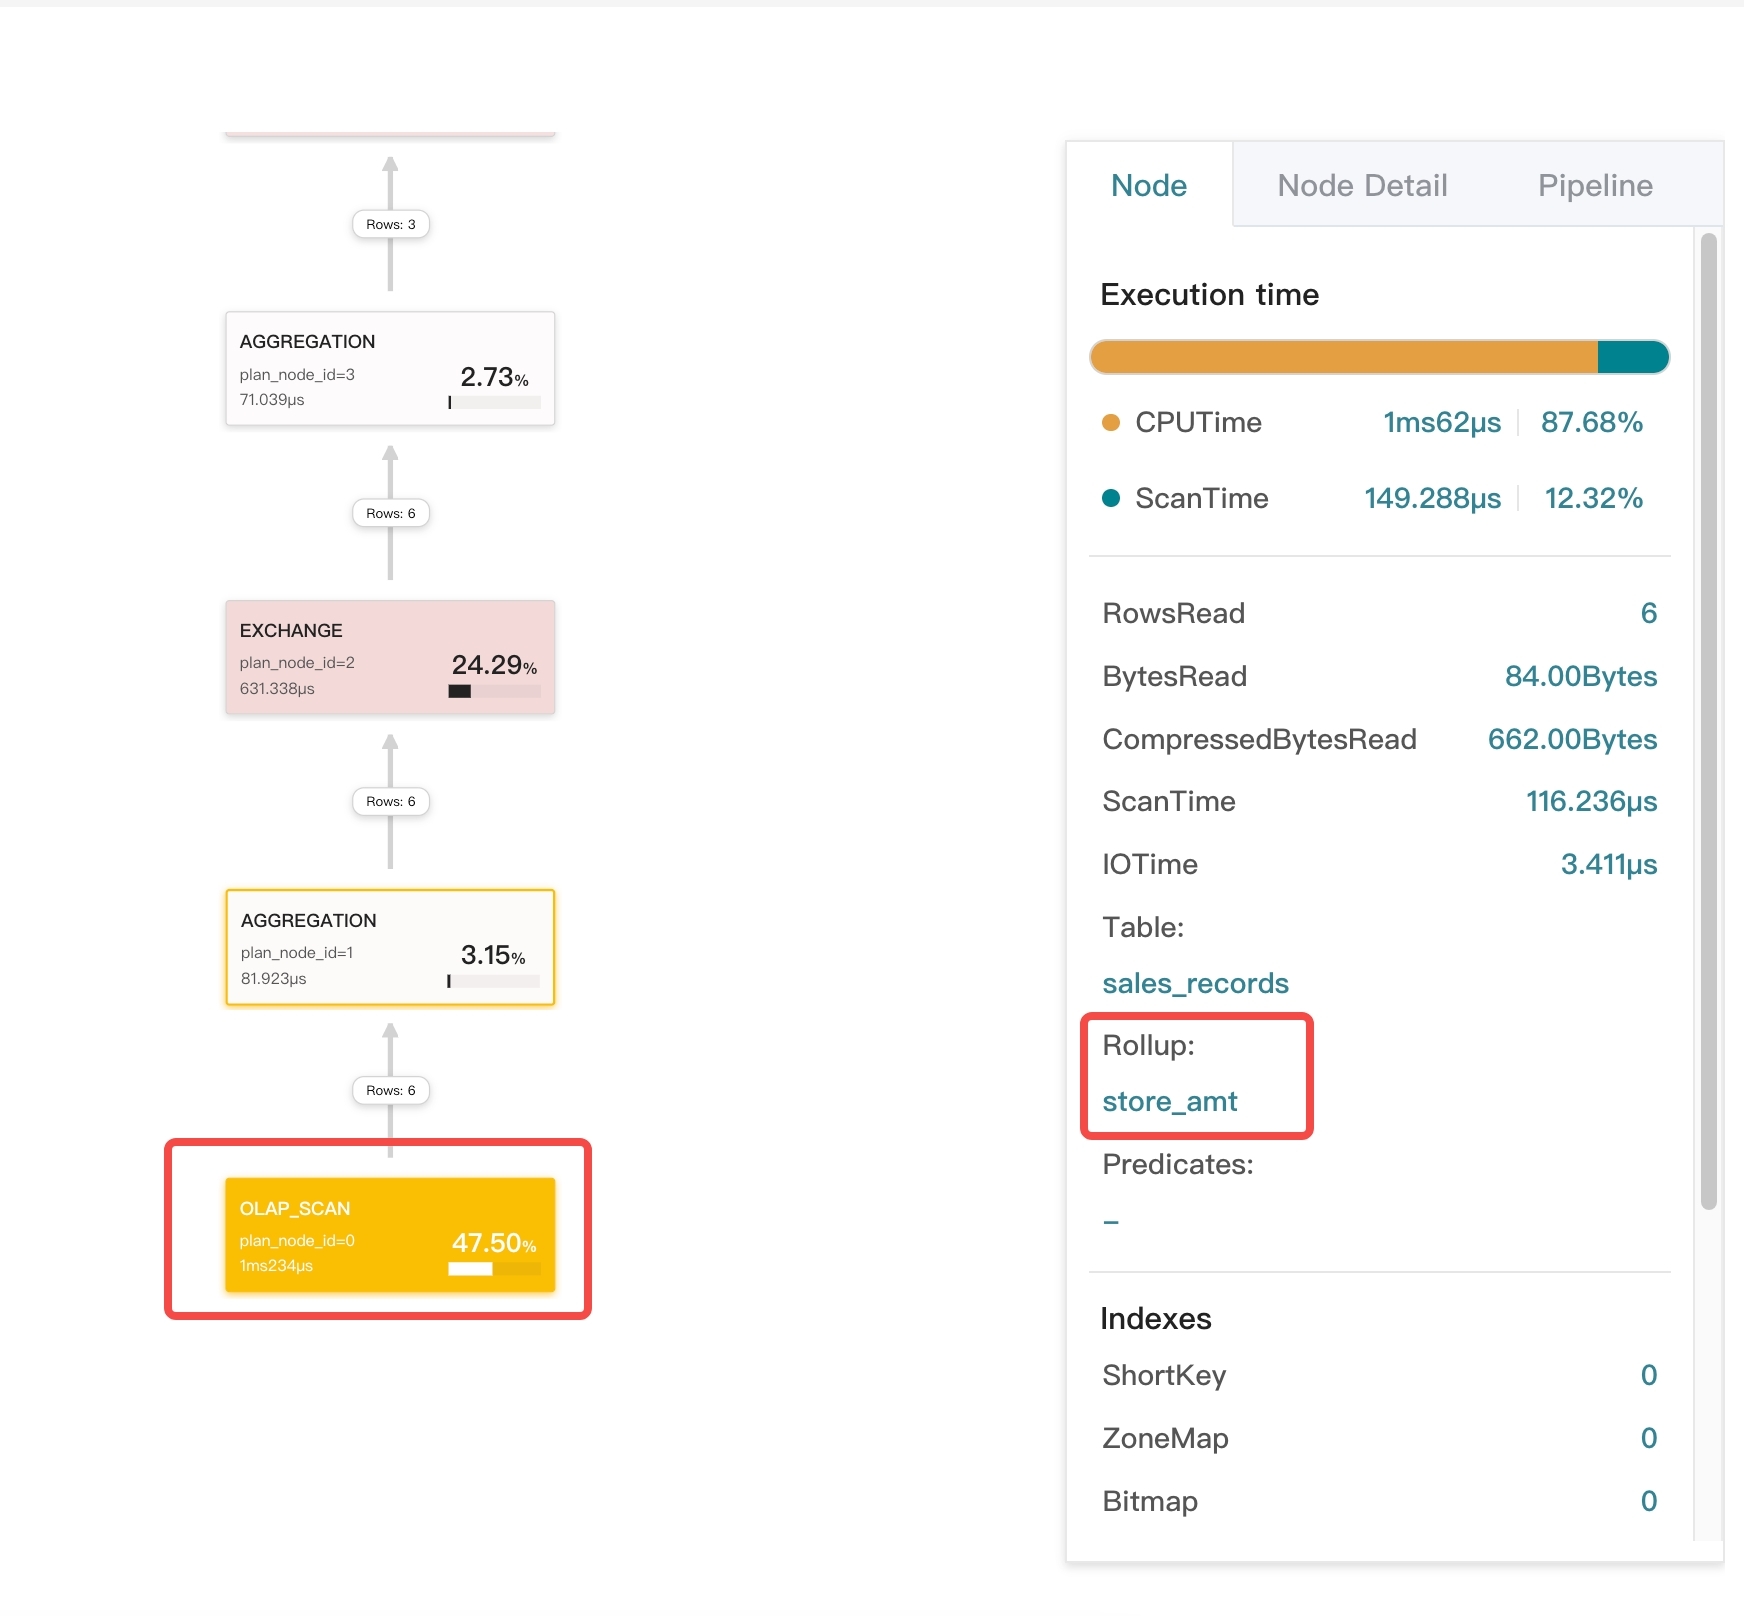 Rows: 3
AGGREGATION
plan_node_id=3
71.039μs
2.73%
Rows: 6
EXCHANGE
plan_node_id=2
631.338μs
24.29%
Rows: 6
AGGREGATION
plan_node_id=1
81.923μs
3.15%
Rows: 6
OLAP_SCAN
plan_node_id=0
1ms234μs
47.50%
Node Node Detail Pipeline
Execution time
CPUTime 1ms62μs 87.68%
ScanTime 149.288μs 12.32%
RowsRead 6
BytesRead 84.00Bytes
CompressedBytesRead 662.00Bytes
ScanTime 116.236μs
IOTime 3.411μs
Table:
sales_records
Rollup:
store_amt
Predicates:
–
Indexes
ShortKey 0
ZoneMap 0
Bitmap 0